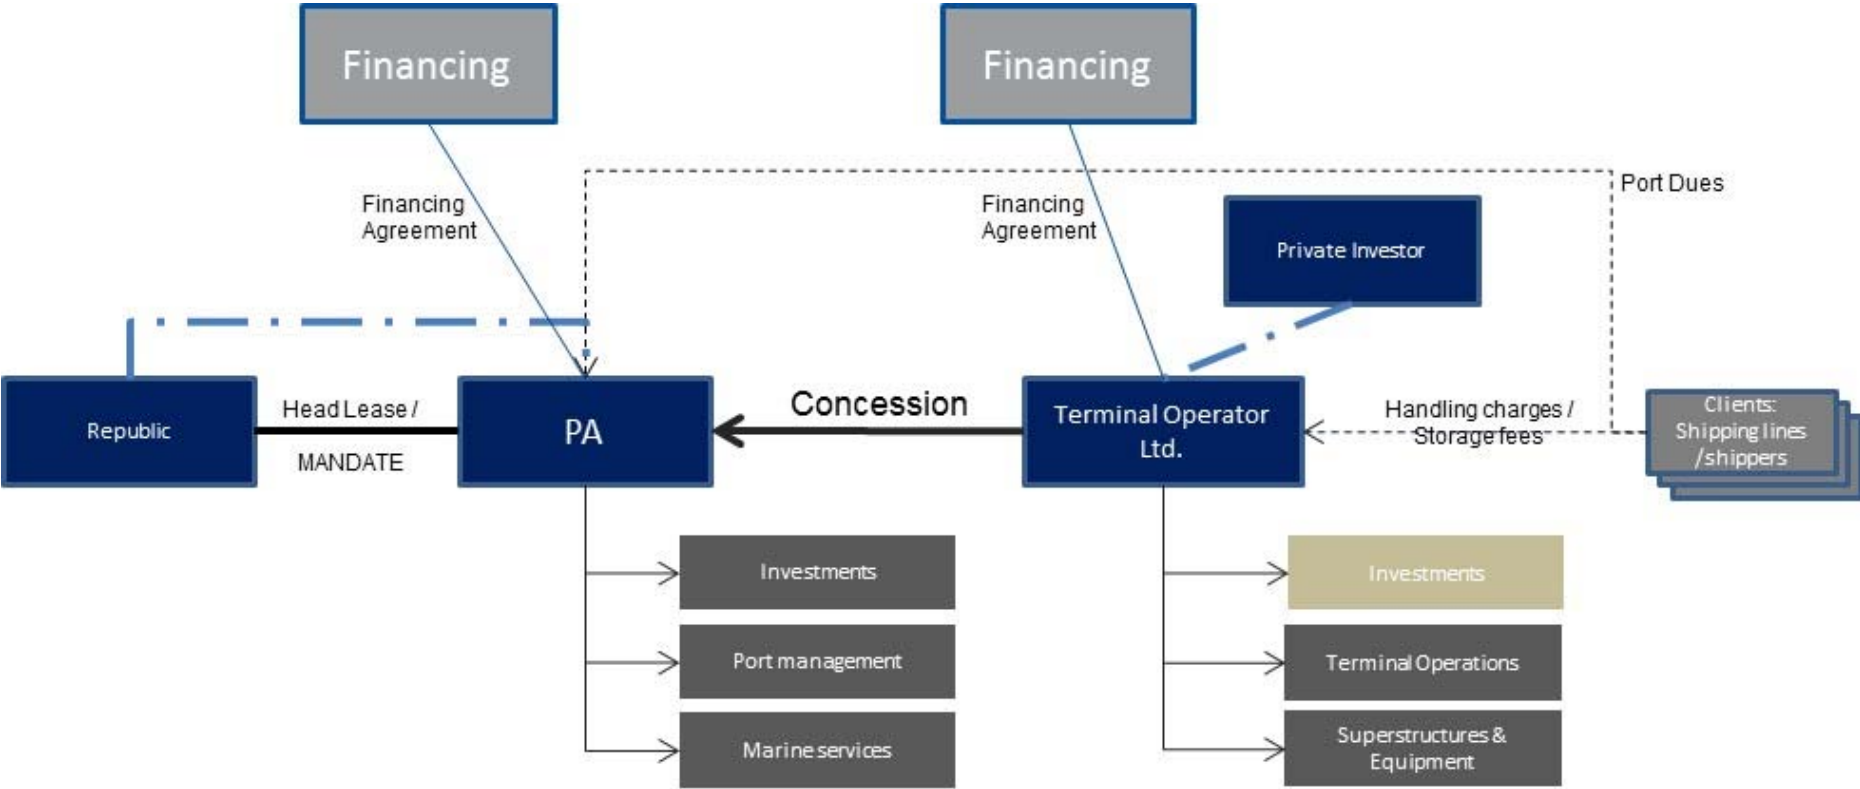 Financing
Financing
Port Dues
Financing
Agreement
Financing
Agreement
Private Investor
Republic
Head Lease /
MANDATE
PA
Concession
Terminal Operator
Ltd.
Handling charges /
Storage fees
Clients:
Shipping lines
/shippers
Investments
Port management
Marine services
Investments
Terminal Operations
Superstructures &
Equipment